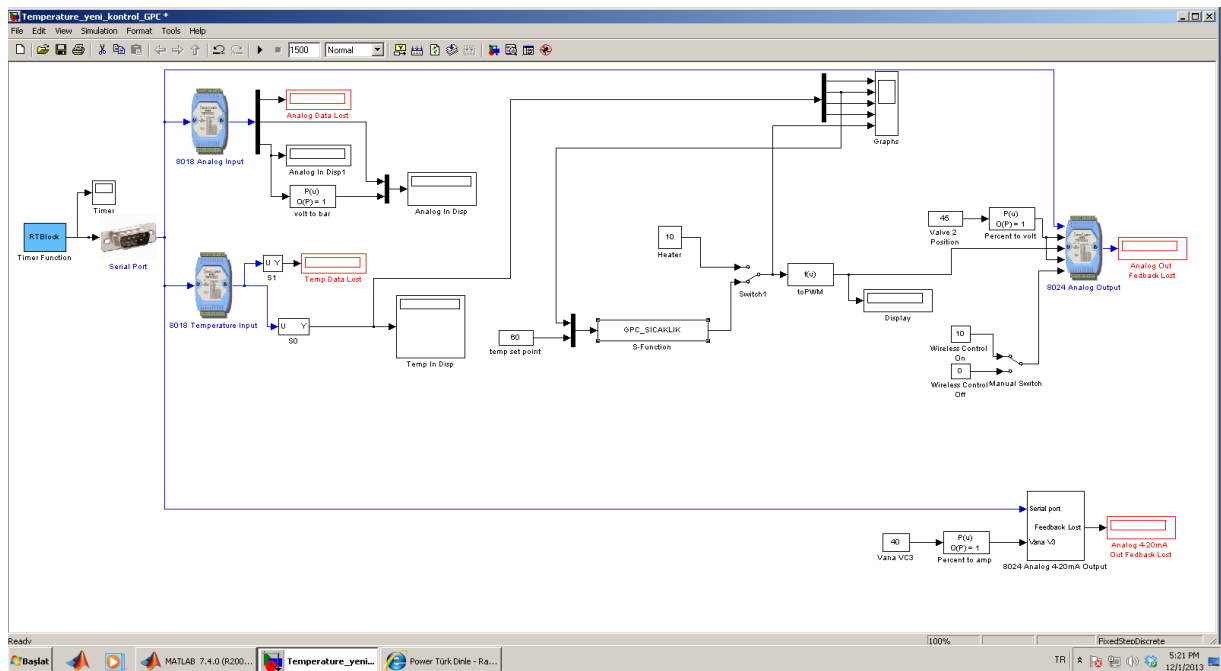 Temperature_yeni_kontrol_GPC *
File Edit View Simulation Format Tools Help
1500 Normal
Analog Data Lost
Graphs
8018 Analog Input
Analog In Disp1
P(u)
O(P) = 1
volt to bar
Analog In Disp
Timer
RTBlock
Timer Function
Serial Port
45
Valve 2
Position
P(u)
O(P) = 1
Percent to volt
Analog Out
Fedback Lost
8024 Analog Output
10
Heater
U Y
S1
Temp Data Lost
Switch1
f(u)
toPWM
Display
8018 Temperature Input
U Y
S0
Temp In Disp
60
temp set point
GPC_SICAKLIK
S-Function
10
Wireless Control
On
0
Wireless Control
Off
Manual Switch
Serial port
Feedback Lost
Vana V3
8024 Analog 4-20mA Output
Analog 4-20mA
Out Fedback Lost
40
Vana VC3
P(u)
O(P) = 1
Percent to amp
Ready
100%
FixedStepDiscrete
Başlat
MATLAB 7.4.0 (R200...
Temperature_yeni...
Power Türk Dinle - Ra...
TR
5:21 PM
12/1/2013